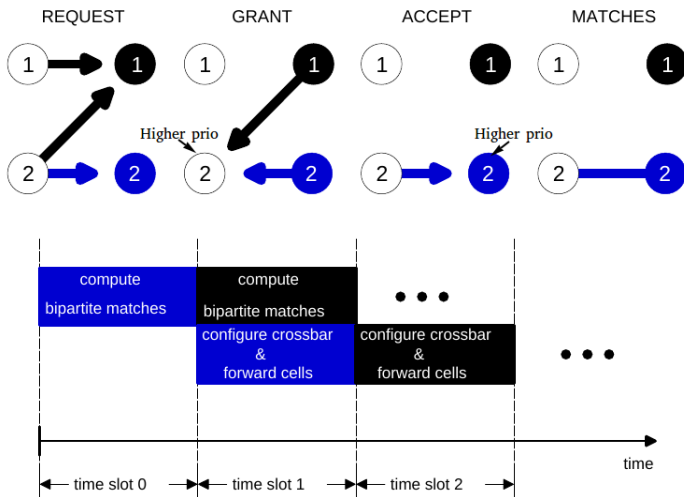 REQUEST GRANT ACCEPT MATCHES
1 1 1 1 1 1 1 1
Higher prio Higher prio
2 2 2 2 2 2 2 2
compute compute
bipartite matches bipartite matches
configure crossbar configure crossbar
& &
forward cells forward cells
time
time slot 0 time slot 1 time slot 2